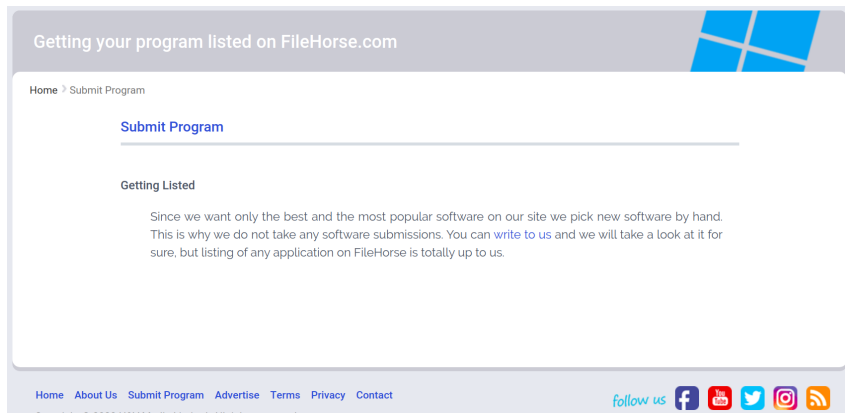 Getting your program listed on FileHorse.com
Home > Submit Program
Submit Program
Getting Listed
Since we want only the best and the most popular software on our site we pick new software by hand.
This is why we do not take any software submissions. You can write to us and we will take a look at it for
sure, but listing of any application on FileHorse is totally up to us.
Home About Us Submit Program Advertise Terms Privacy Contact
follow us f You Tube